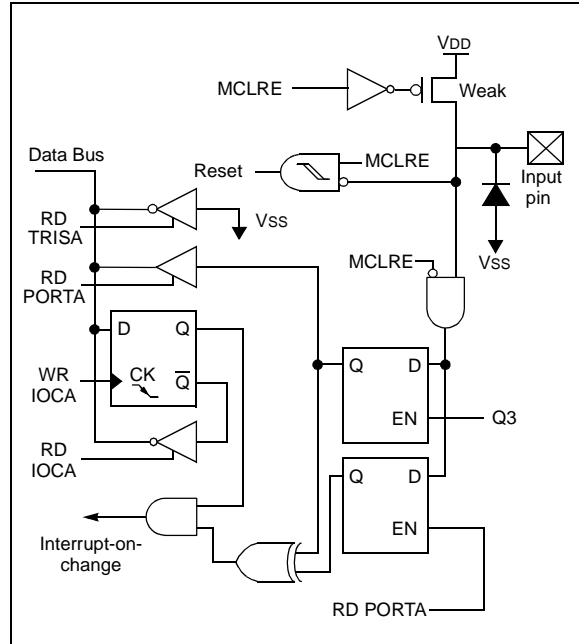 VDD
MCLRE
Weak
Data Bus
Reset
MCLRE
Input
pin
RD
TRISA
VSS
VSS
RD
PORTA
MCLRE
D
Q
Q
D
WR
IOCA
CK
Q
EN
Q3
RD
IOCA
Q
D
EN
Interrupt-on-
change
RD PORTA